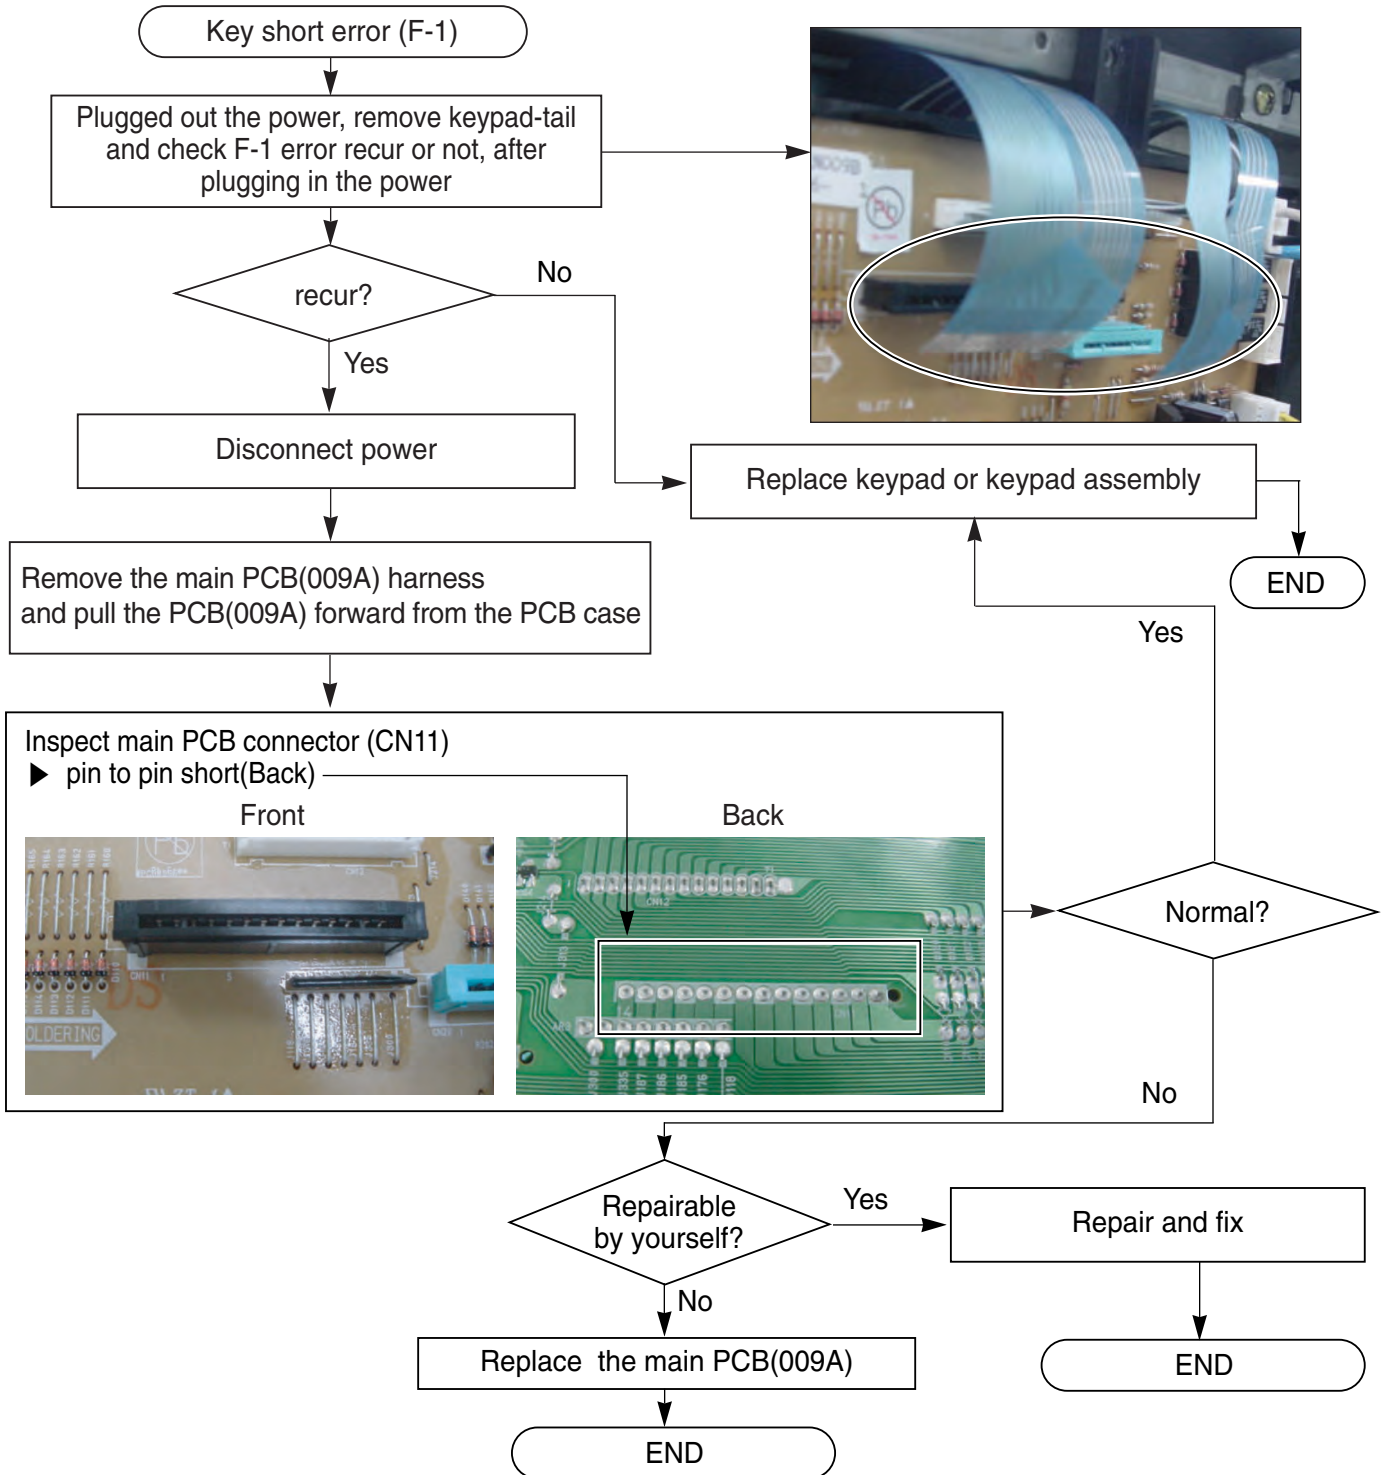 Key short error (F-1)
Plugged out the power, remove keypad-tail
and check F-1 error recur or not, after
plugging in the power
recur?
No
Yes
Disconnect power
Replace keypad or keypad assembly
END
Remove the main PCB(009A) harness
and pull the PCB(009A) forward from the PCB case
Yes
Inspect main PCB connector (CN11)
▶ pin to pin short(Back)
Front
Back
CN12
OLDERING
Normal?
No
Repairable
by yourself?
Yes
Repair and fix
No
Replace the main PCB(009A)
END
END